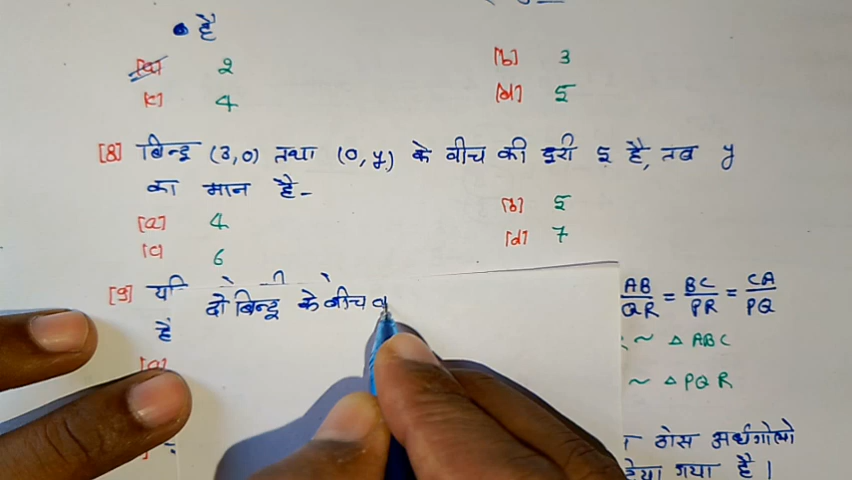 है
[a] 2 [b] 3
[c] 4 [d] 5
[8] बिन्दु (3,0) तथा (0,y) के बीच की दूरी 5 है, तब y
का मान है-
[a] 4 [b] 5
[c] 6 [d] 7
[9] यदि AB/QR = BC/PR = CA/PQ
दो बिन्दू के बीच
हैं ~ △ABC
[a] ~ △PQR
ठोस अर्धगोलो
गया है।